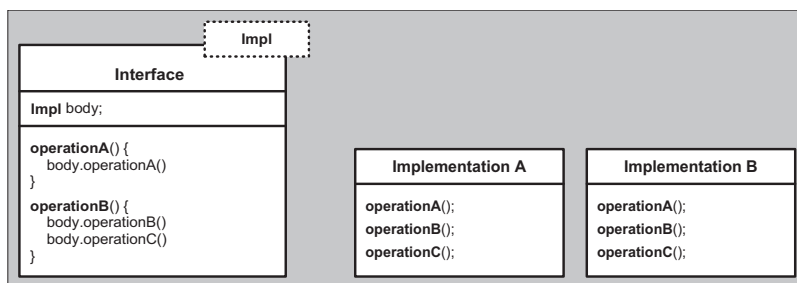 Impl
Interface
Impl body;
operationA() {
body.operationA()
}
operationB() {
body.operationB()
body.operationC()
}
Implementation A
operationA();
operationB();
operationC();
Implementation B
operationA();
operationB();
operationC();